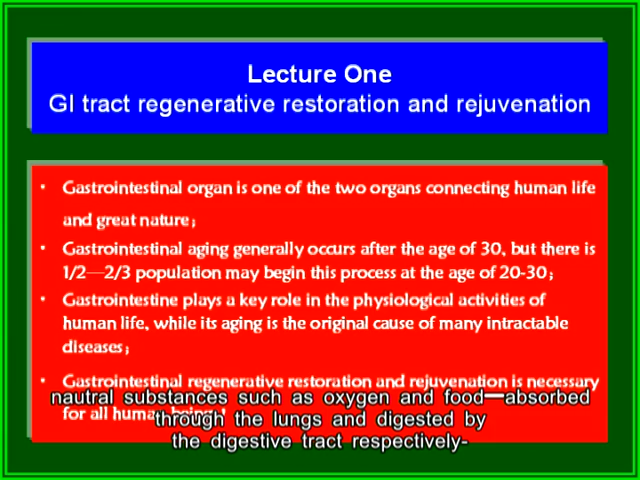 Lecture One
GI tract regenerative restoration and rejuvenation
• Gastrointestinal organ is one of the two organs connecting human life
and great nature;
• Gastrointestinal aging generally occurs after the age of 30, but there is
1/2—2/3 population may begin this process at the age of 20-30;
• Gastrointestine plays a key role in the physiological activities of
human life, while its aging is the original cause of many intractable
diseases;
• Gastrointestinal regenerative restoration and rejuvenation is necessary
for all human
nautral substances such as oxygen and food—absorbed
through the lungs and digested by
the digestive tract respectively-